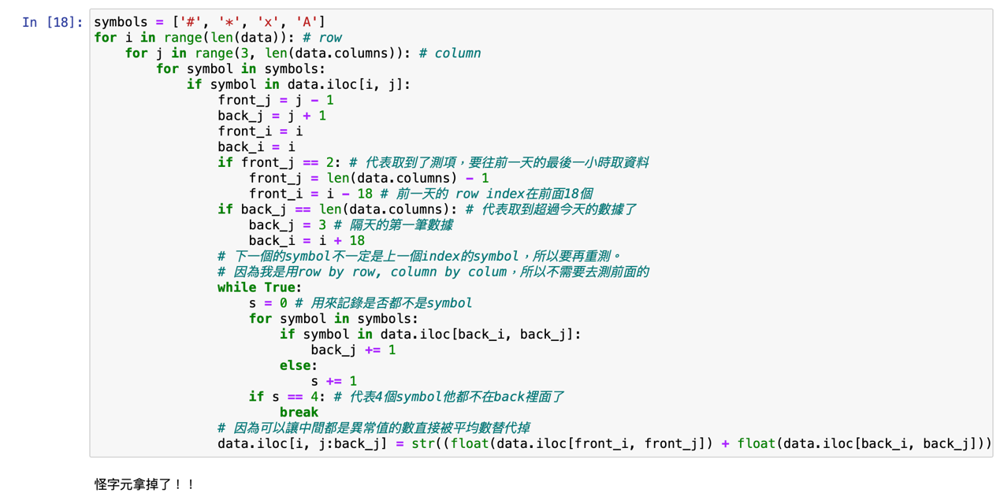 In [18]: symbols = ['#', '*', 'x', 'A']
for i in range(len(data)): # row
    for j in range(3, len(data.columns)): # column
        for symbol in symbols:
            if symbol in data.iloc[i, j]:
                front_j = j - 1
                back_j = j + 1
                front_i = i
                back_i = i
                if front_j == 2: # 代表取到了測項，要往前一天的最後一小時取資料
                    front_j = len(data.columns) - 1
                    front_i = i - 18 # 前一天的 row index在前面18個
                if back_j == len(data.columns): # 代表取到超過今天的數據了
                    back_j = 3 # 隔天的第一筆數據
                    back_i = i + 18
                # 下一個的symbol不一定是上一個index的symbol，所以要再重測。
                # 因為我是用row by row, column by colum，所以不需要去測前面的
                while True:
                    s = 0 # 用來記錄是否都不是symbol
                    for symbol in symbols:
                        if symbol in data.iloc[back_i, back_j]:
                            back_j += 1
                        else:
                            s += 1
                    if s == 4: # 代表4個symbol他都不在back裡面了
                        break
                # 因為可以讓中間都是異常值的數直接被平均數替代掉
                data.iloc[i, j:back_j] = str((float(data.iloc[front_i, front_j]) + float(data.iloc[back_i, back_j]))
怪字元拿掉了！！